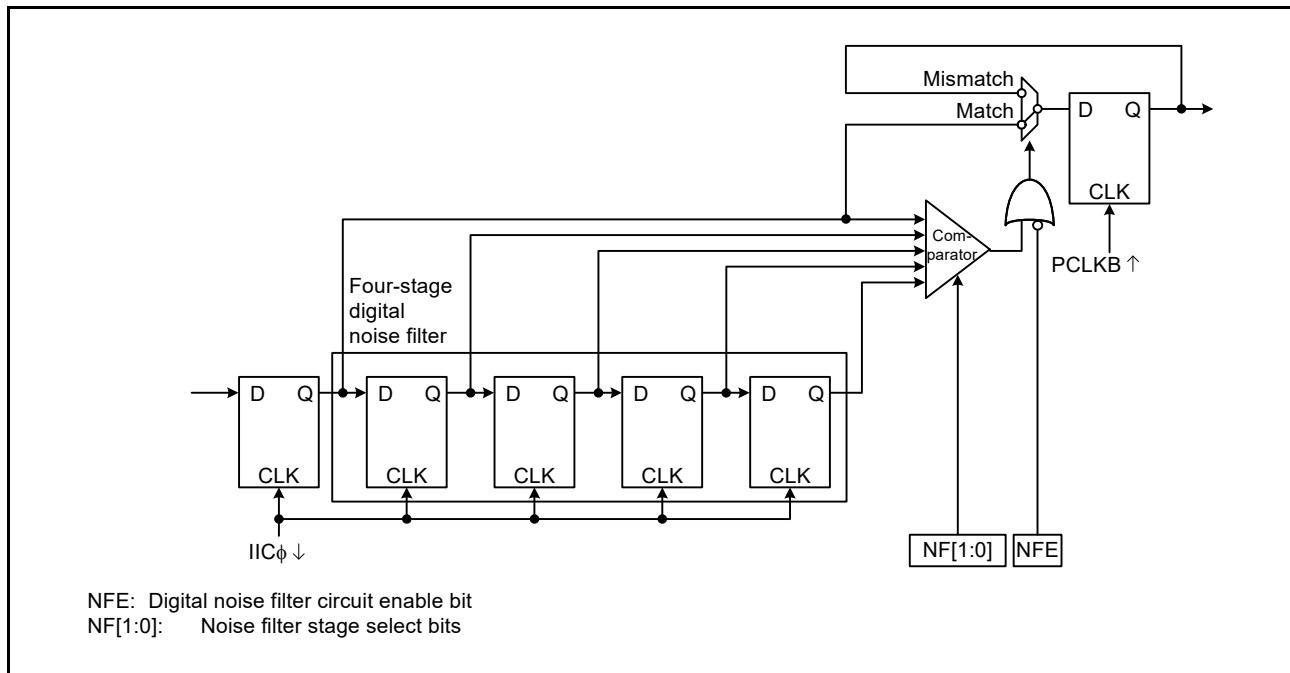 Mismatch
Match
D Q
CLK
PCLKB ↑
Com-
parator
Four-stage
digital
noise filter
D Q D Q D Q D Q D Q
CLK CLK CLK CLK CLK
IICϕ ↓
NF[1:0] NFE
NFE: Digital noise filter circuit enable bit
NF[1:0]: Noise filter stage select bits